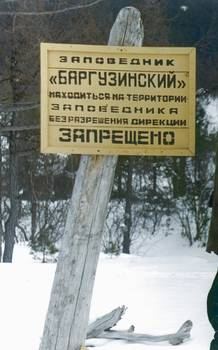 ЗАПОВЕДНИК
«БАРГУЗИНСКИЙ»
НАХОДИТЬСЯ НА ТЕРРИТОРИИ
ЗАПОВЕДНИКА
БЕЗ РАЗРЕШЕНИЯ ДИРЕКЦИИ
ЗАПРЕЩЕНО